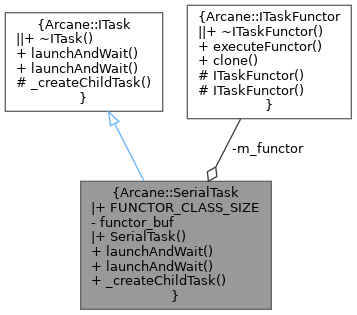 {Arcane::ITask
||+ ~ITask()
+ launchAndWait()
+ launchAndWait()
# _createChildTask()
}
{Arcane::ITaskFunctor
||+ ~ITaskFunctor()
+ executeFunctor()
+ clone()
# ITaskFunctor()
# ITaskFunctor()
}
-m_functor
{Arcane::SerialTask
|+ FUNCTOR_CLASS_SIZE
- functor_buf
|+ SerialTask()
+ launchAndWait()
+ launchAndWait()
+ _createChildTask()
}